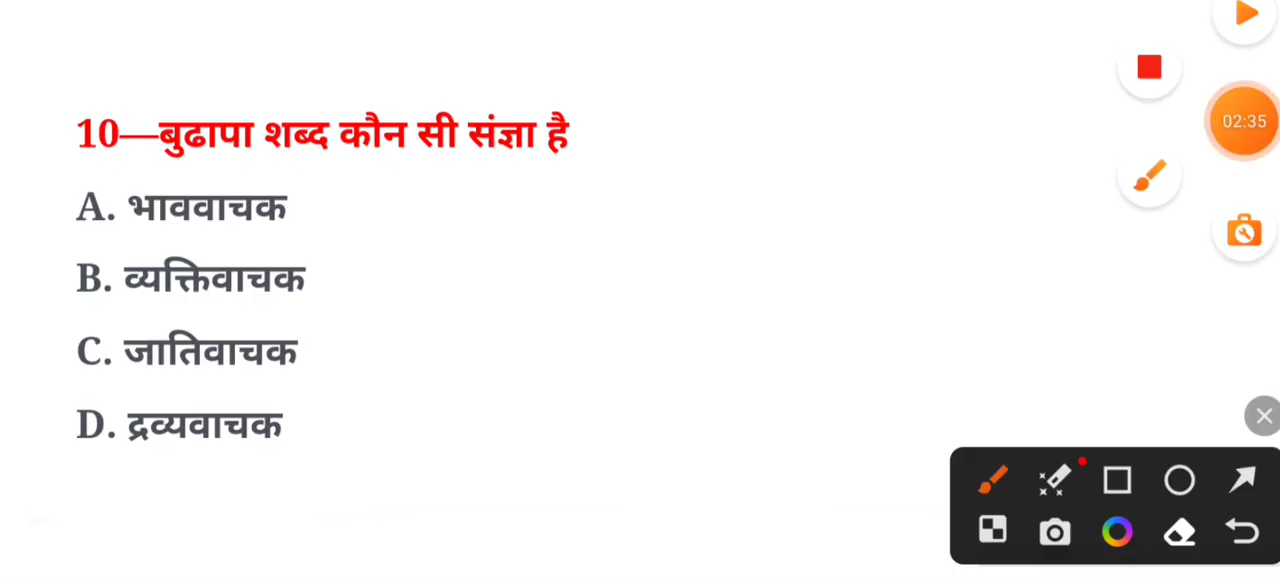 10—बुढापा शब्द कौन सी संज्ञा है
A. भाववाचक
B. व्यक्तिवाचक
C. जातिवाचक
D. द्रव्यवाचक
02:35